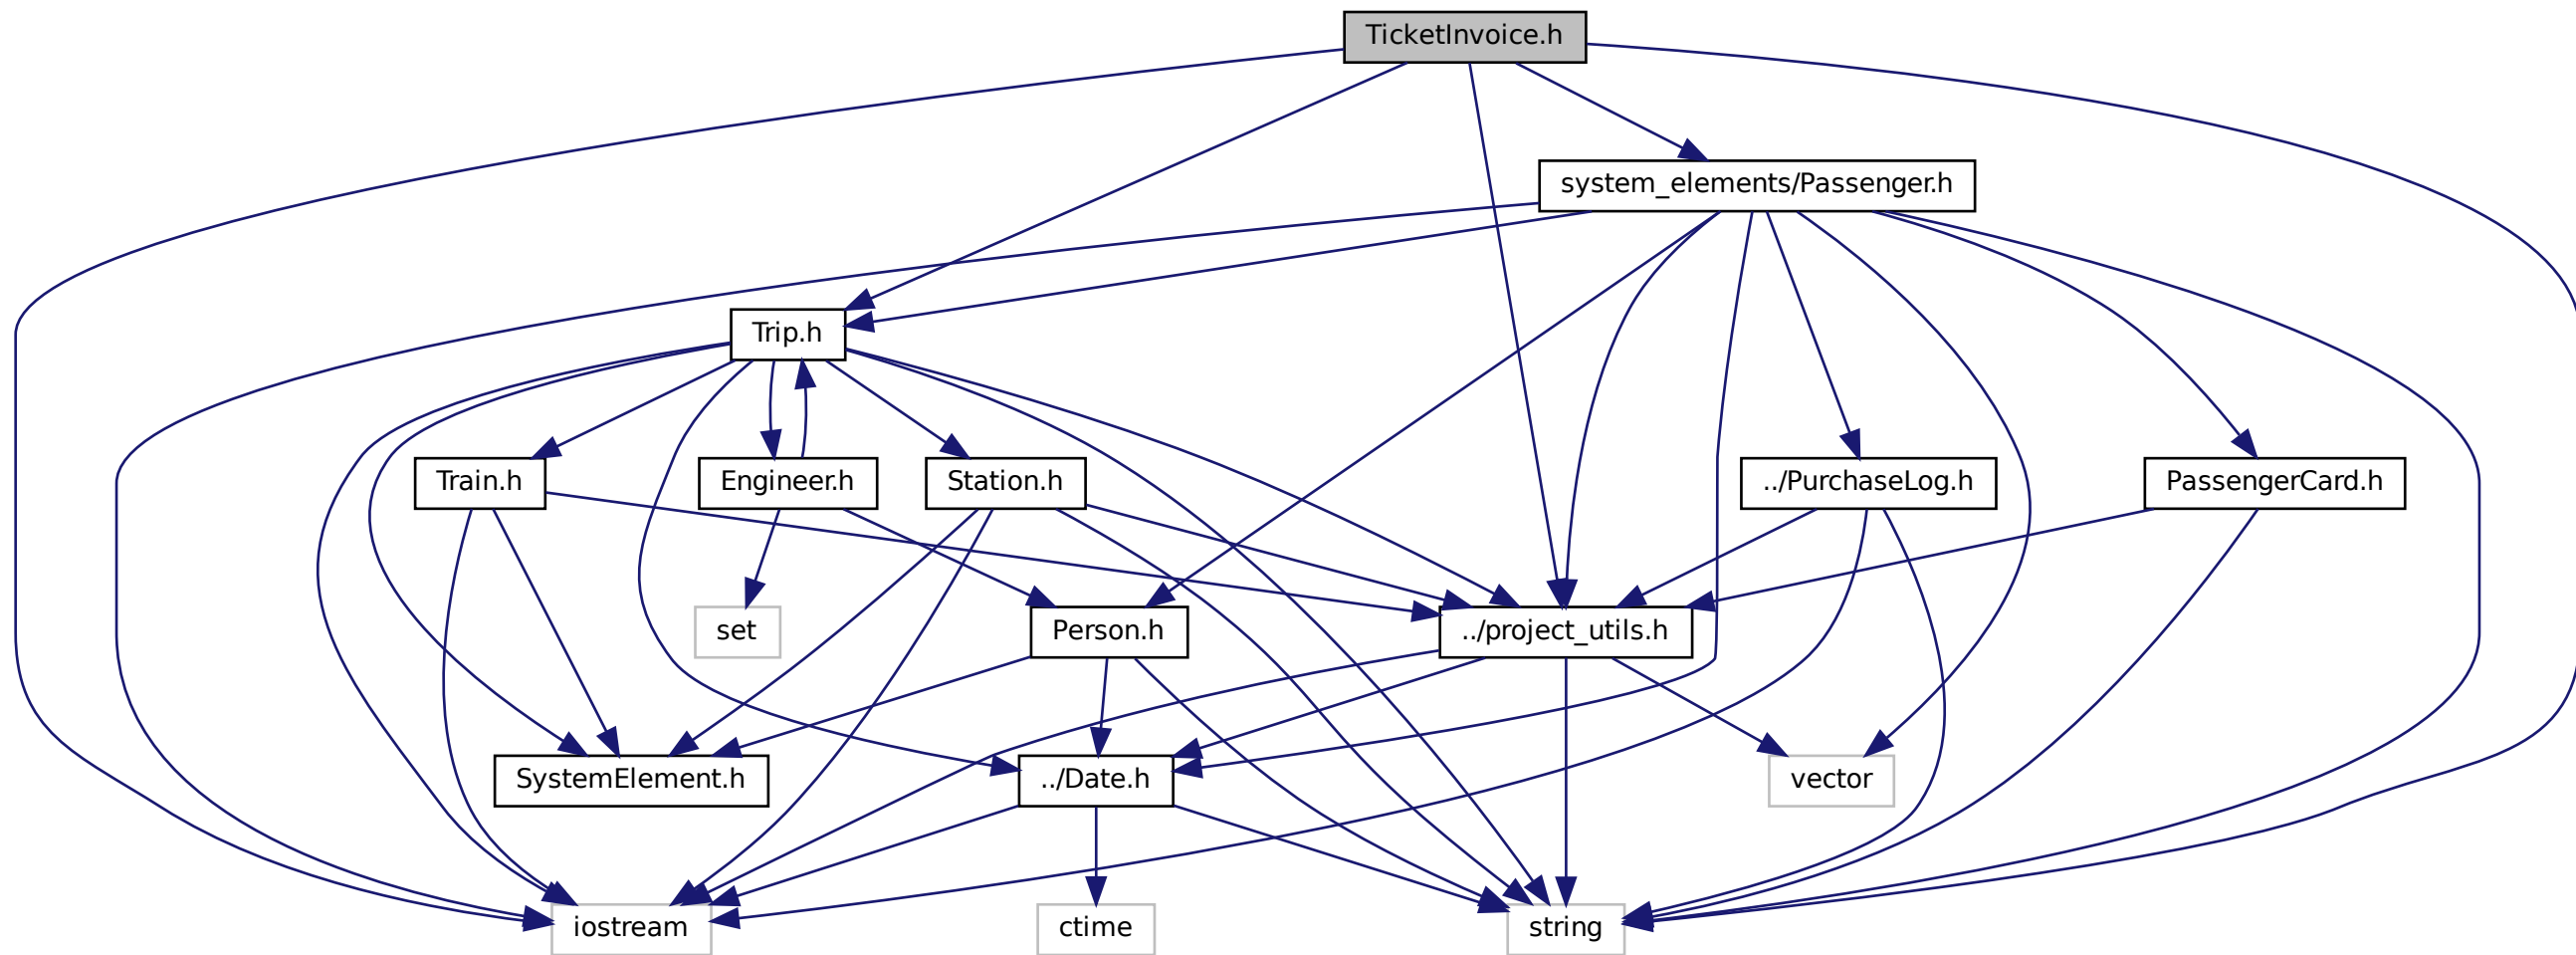 TicketInvoice.h
system_elements/Passenger.h
Trip.h
Train.h
Engineer.h
Station.h
../PurchaseLog.h
PassengerCard.h
set
Person.h
../project_utils.h
SystemElement.h
../Date.h
vector
iostream
ctime
string